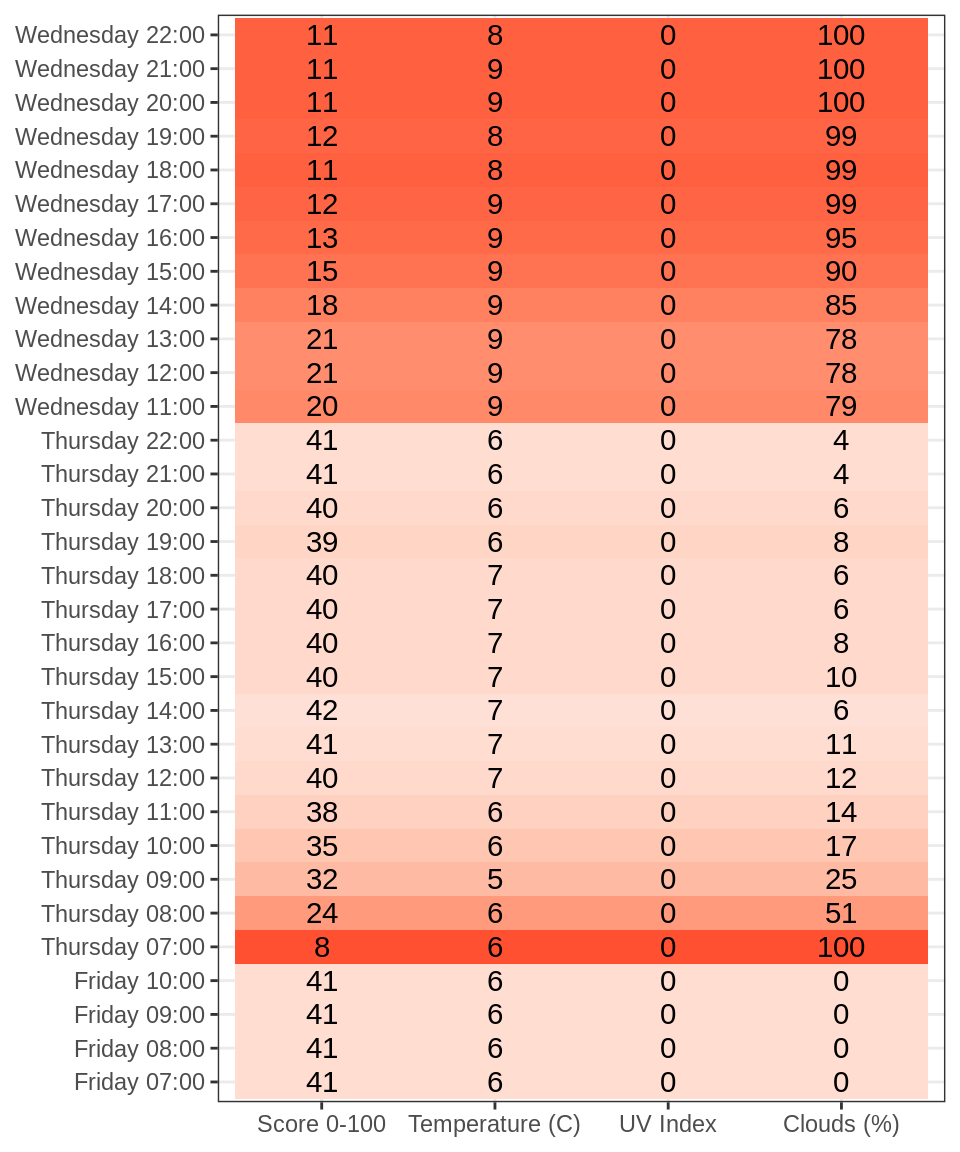 Wednesday 22:00 11 8 0 100
Wednesday 21:00 11 9 0 100
Wednesday 20:00 11 9 0 100
Wednesday 19:00 12 8 0 99
Wednesday 18:00 11 8 0 99
Wednesday 17:00 12 9 0 99
Wednesday 16:00 13 9 0 95
Wednesday 15:00 15 9 0 90
Wednesday 14:00 18 9 0 85
Wednesday 13:00 21 9 0 78
Wednesday 12:00 21 9 0 78
Wednesday 11:00 20 9 0 79
Thursday 22:00 41 6 0 4
Thursday 21:00 41 6 0 4
Thursday 20:00 40 6 0 6
Thursday 19:00 39 6 0 8
Thursday 18:00 40 7 0 6
Thursday 17:00 40 7 0 6
Thursday 16:00 40 7 0 8
Thursday 15:00 40 7 0 10
Thursday 14:00 42 7 0 6
Thursday 13:00 41 7 0 11
Thursday 12:00 40 7 0 12
Thursday 11:00 38 6 0 14
Thursday 10:00 35 6 0 17
Thursday 09:00 32 5 0 25
Thursday 08:00 24 6 0 51
Thursday 07:00 8 6 0 100
Friday 10:00 41 6 0 0
Friday 09:00 41 6 0 0
Friday 08:00 41 6 0 0
Friday 07:00 41 6 0 0
Score 0-100 Temperature (C) UV Index Clouds (%)